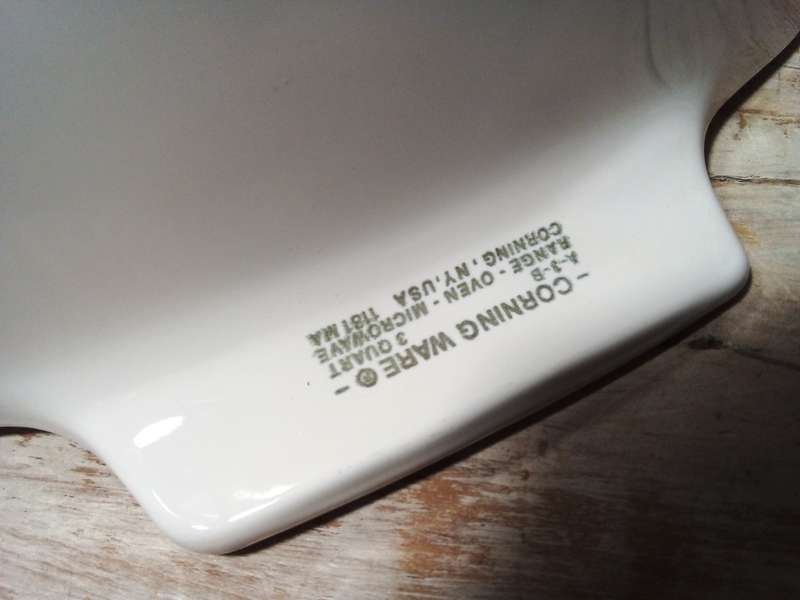 - CORNING WARE ® -
A-3-B 3 QUART
RANGE - OVEN - MICROWAVE
CORNING, NY, USA 1181 MA